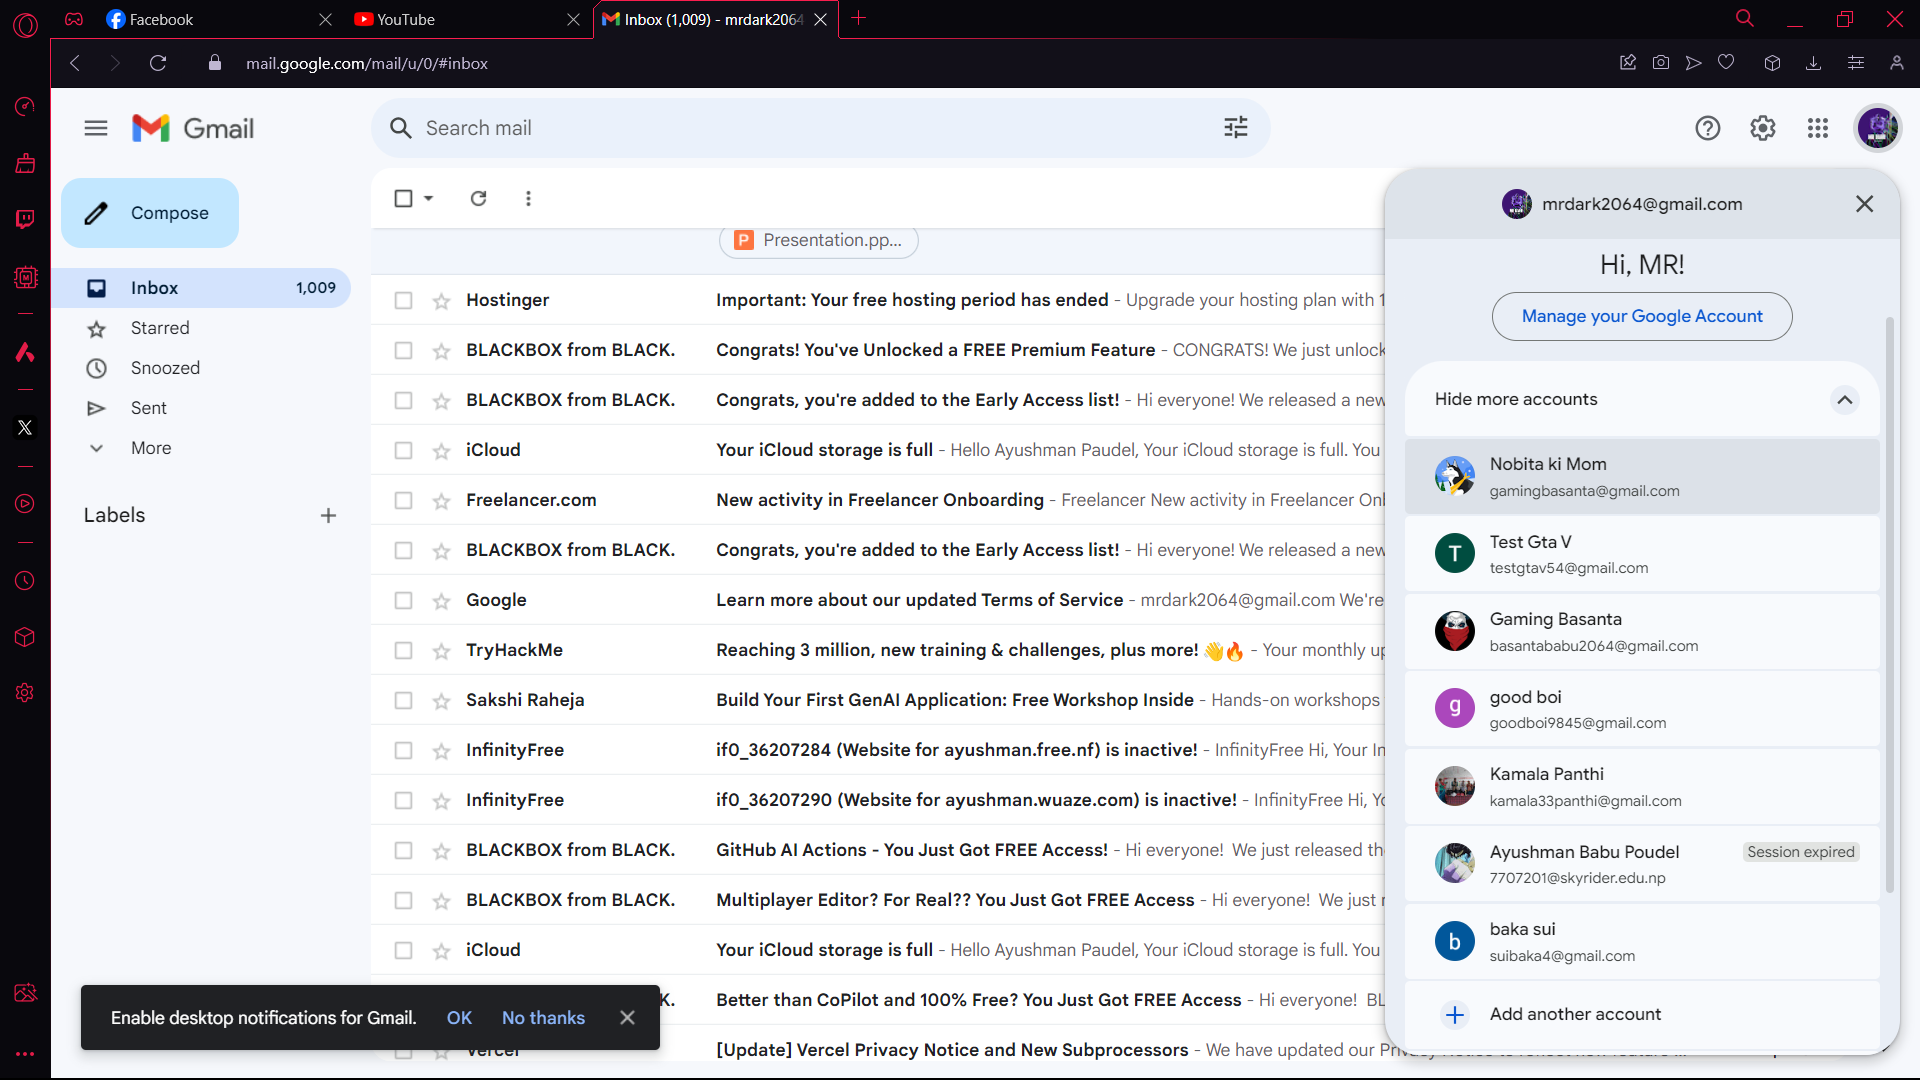 Facebook
YouTube
Inbox (1,009) - mrdark2064
mail.google.com/mail/u/0/#inbox
Gmail
Search mail
Compose
Inbox 1,009
Starred
Snoozed
Sent
More
Labels
P Presentation.pp...
Hostinger Important: Your free hosting period has ended - Upgrade your hosting plan with 1
BLACKBOX from BLACK. Congrats! You've Unlocked a FREE Premium Feature - CONGRATS! We just unlock
BLACKBOX from BLACK. Congrats, you're added to the Early Access list! - Hi everyone! We released a new
iCloud Your iCloud storage is full - Hello Ayushman Paudel, Your iCloud storage is full. You
Freelancer.com New activity in Freelancer Onboarding - Freelancer New activity in Freelancer Onl
BLACKBOX from BLACK. Congrats, you're added to the Early Access list! - Hi everyone! We released a new
Google Learn more about our updated Terms of Service - mrdark2064@gmail.com We're
TryHackMe Reaching 3 million, new training & challenges, plus more! 👋🔥 - Your monthly up
Sakshi Raheja Build Your First GenAI Application: Free Workshop Inside - Hands-on workshops
InfinityFree if0_36207284 (Website for ayushman.free.nf) is inactive! - InfinityFree Hi, Your In
InfinityFree if0_36207290 (Website for ayushman.wuaze.com) is inactive! - InfinityFree Hi, Yo
BLACKBOX from BLACK. GitHub AI Actions - You Just Got FREE Access! - Hi everyone! We just released th
BLACKBOX from BLACK. Multiplayer Editor? For Real?? You Just Got FREE Access - Hi everyone! We just r
iCloud Your iCloud storage is full - Hello Ayushman Paudel, Your iCloud storage is full. You
K. Better than CoPilot and 100% Free? You Just Got FREE Access - Hi everyone! BL
Vercel [Update] Vercel Privacy Notice and New Subprocessors - We have updated our Privacy Notice to reflect new feature ...
Enable desktop notifications for Gmail. OK No thanks
mrdark2064@gmail.com
Hi, MR!
Manage your Google Account
Hide more accounts
Nobita ki Mom
gamingbasanta@gmail.com
T
Test Gta V
testgtav54@gmail.com
Gaming Basanta
basantababu2064@gmail.com
g
good boi
goodboi9845@gmail.com
Kamala Panthi
kamala33panthi@gmail.com
Ayushman Babu Poudel Session expired
7707201@skyrider.edu.np
b
baka sui
suibaka4@gmail.com
Add another account